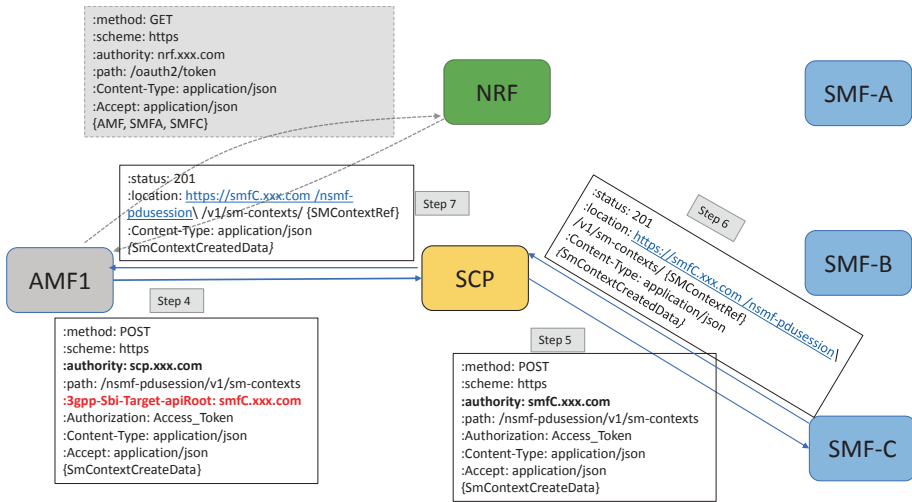 :method: GET
:scheme: https
:authority: nrf.xxx.com
:path: /oauth2/token
:Content-Type: application/json
:Accept: application/json
{AMF, SMFA, SMFC}
NRF
SMF-A
:status: 201
:location: https://smfC.xxx.com /nsmf-
pdusession\ /v1/sm-contexts/ {SMContextRef}
:Content-Type: application/json
{SmContextCreatedData}
Step 7
:status: 201
:location: https://smfC.xxx.com /nsmf-pdusession\
/v1/sm-contexts/ {SMContextRef}
:Content-Type: application/json
{SmContextCreatedData}
Step 6
AMF1
SCP
SMF-B
Step 4
:method: POST
:scheme: https
:authority: scp.xxx.com
:path: /nsmf-pdusession/v1/sm-contexts
:3gpp-Sbi-Target-apiRoot: smfC.xxx.com
:Authorization: Access_Token
:Content-Type: application/json
:Accept: application/json
{SmContextCreateData}
Step 5
:method: POST
:scheme: https
:authority: smfC.xxx.com
:path: /nsmf-pdusession/v1/sm-contexts
:Authorization: Access_Token
:Content-Type: application/json
:Accept: application/json
{SmContextCreatedData}
SMF-C